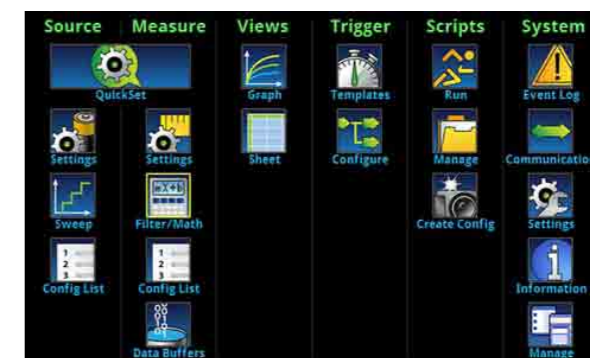 Source Measure Views Trigger Scripts System
QuickSet Graph Templates Run Event Log
Settings Settings Sheet Configure Manage Communicatio
Sweep Filter/Math Create Config Settings
Config List Config List Information
Data Buffers Manage